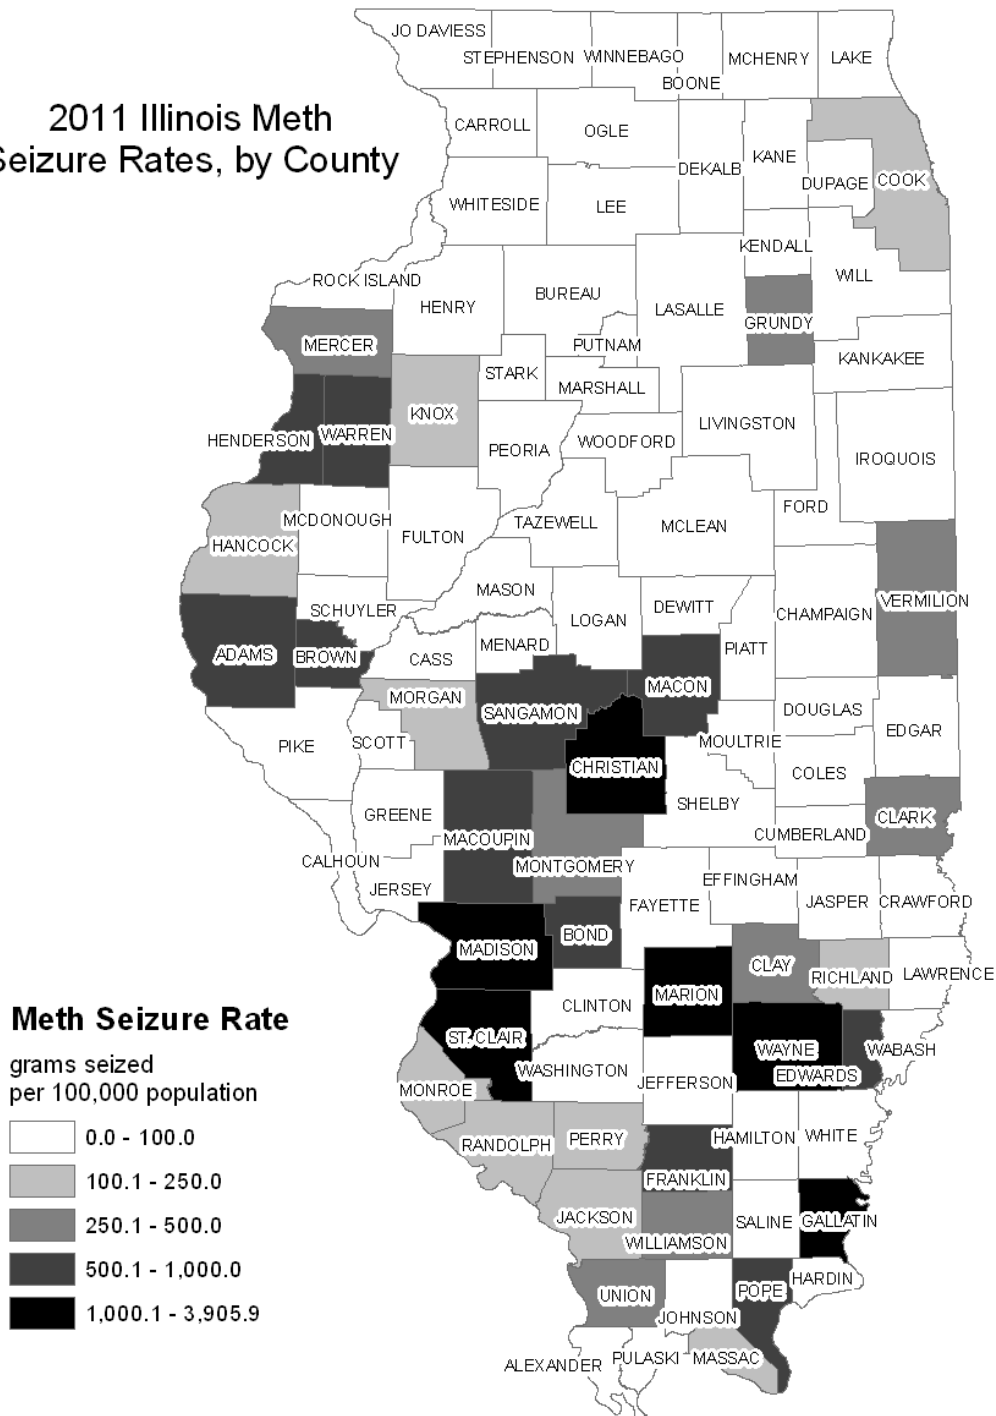 2011 Illinois Meth
Seizure Rates, by County
JO DAVIESS
STEPHENSON
WINNEBAGO
BOONE
MCHENRY
LAKE
CARROLL
OGLE
DEKALB
KANE
DUPAGE
COOK
WHITESIDE
LEE
KENDALL
WILL
ROCK ISLAND
HENRY
BUREAU
LASALLE
GRUNDY
MERCER
PUTNAM
KANKAKEE
STARK
MARSHALL
KNOX
LIVINGSTON
HENDERSON
WARREN
PEORIA
WOODFORD
IROQUOIS
FORD
MCDONOUGH
HANCOCK
FULTON
TAZEWELL
MCLEAN
MASON
SCHUYLER
LOGAN
DEWITT
CHAMPAIGN
VERMILION
ADAMS
BROWN
CASS
MENARD
PIATT
MORGAN
SANGAMON
MACON
DOUGLAS
EDGAR
PIKE
SCOTT
CHRISTIAN
MOULTRIE
COLES
SHELBY
GREENE
MACOUPIN
CUMBERLAND
CLARK
CALHOUN
JERSEY
MONTGOMERY
EFFINGHAM
FAYETTE
JASPER
CRAWFORD
MADISON
BOND
CLAY
RICHLAND
LAWRENCE
MARION
CLINTON
ST. CLAIR
WAYNE
EDWARDS
WABASH
WASHINGTON
JEFFERSON
MONROE
RANDOLPH
PERRY
HAMILTON
WHITE
FRANKLIN
JACKSON
WILLIAMSON
SALINE
GALLATIN
UNION
JOHNSON
POPE
HARDIN
ALEXANDER
PULASKI
MASSAC
Meth Seizure Rate
grams seized
per 100,000 population
0.0 - 100.0
100.1 - 250.0
250.1 - 500.0
500.1 - 1,000.0
1,000.1 - 3,905.9